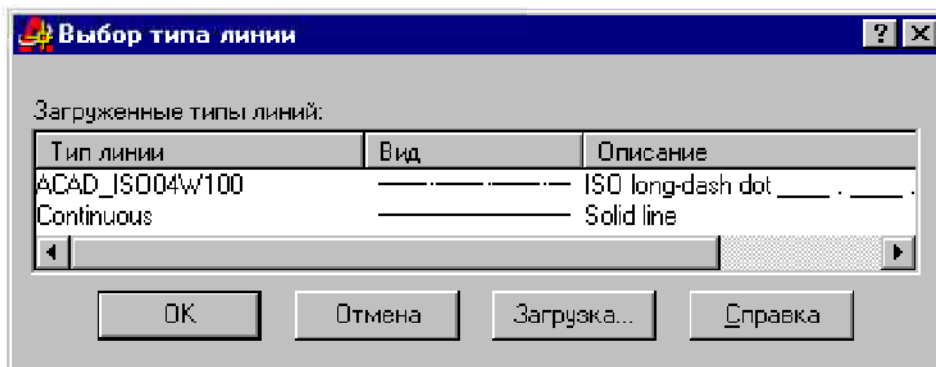 Выбор типа линии
Загруженные типы линий:
Тип линии Вид Описание
ACAD_ISO04W100 ISO long-dash dot ____ . ____ .
Continuous Solid line
OK Отмена Загрузка... Справка